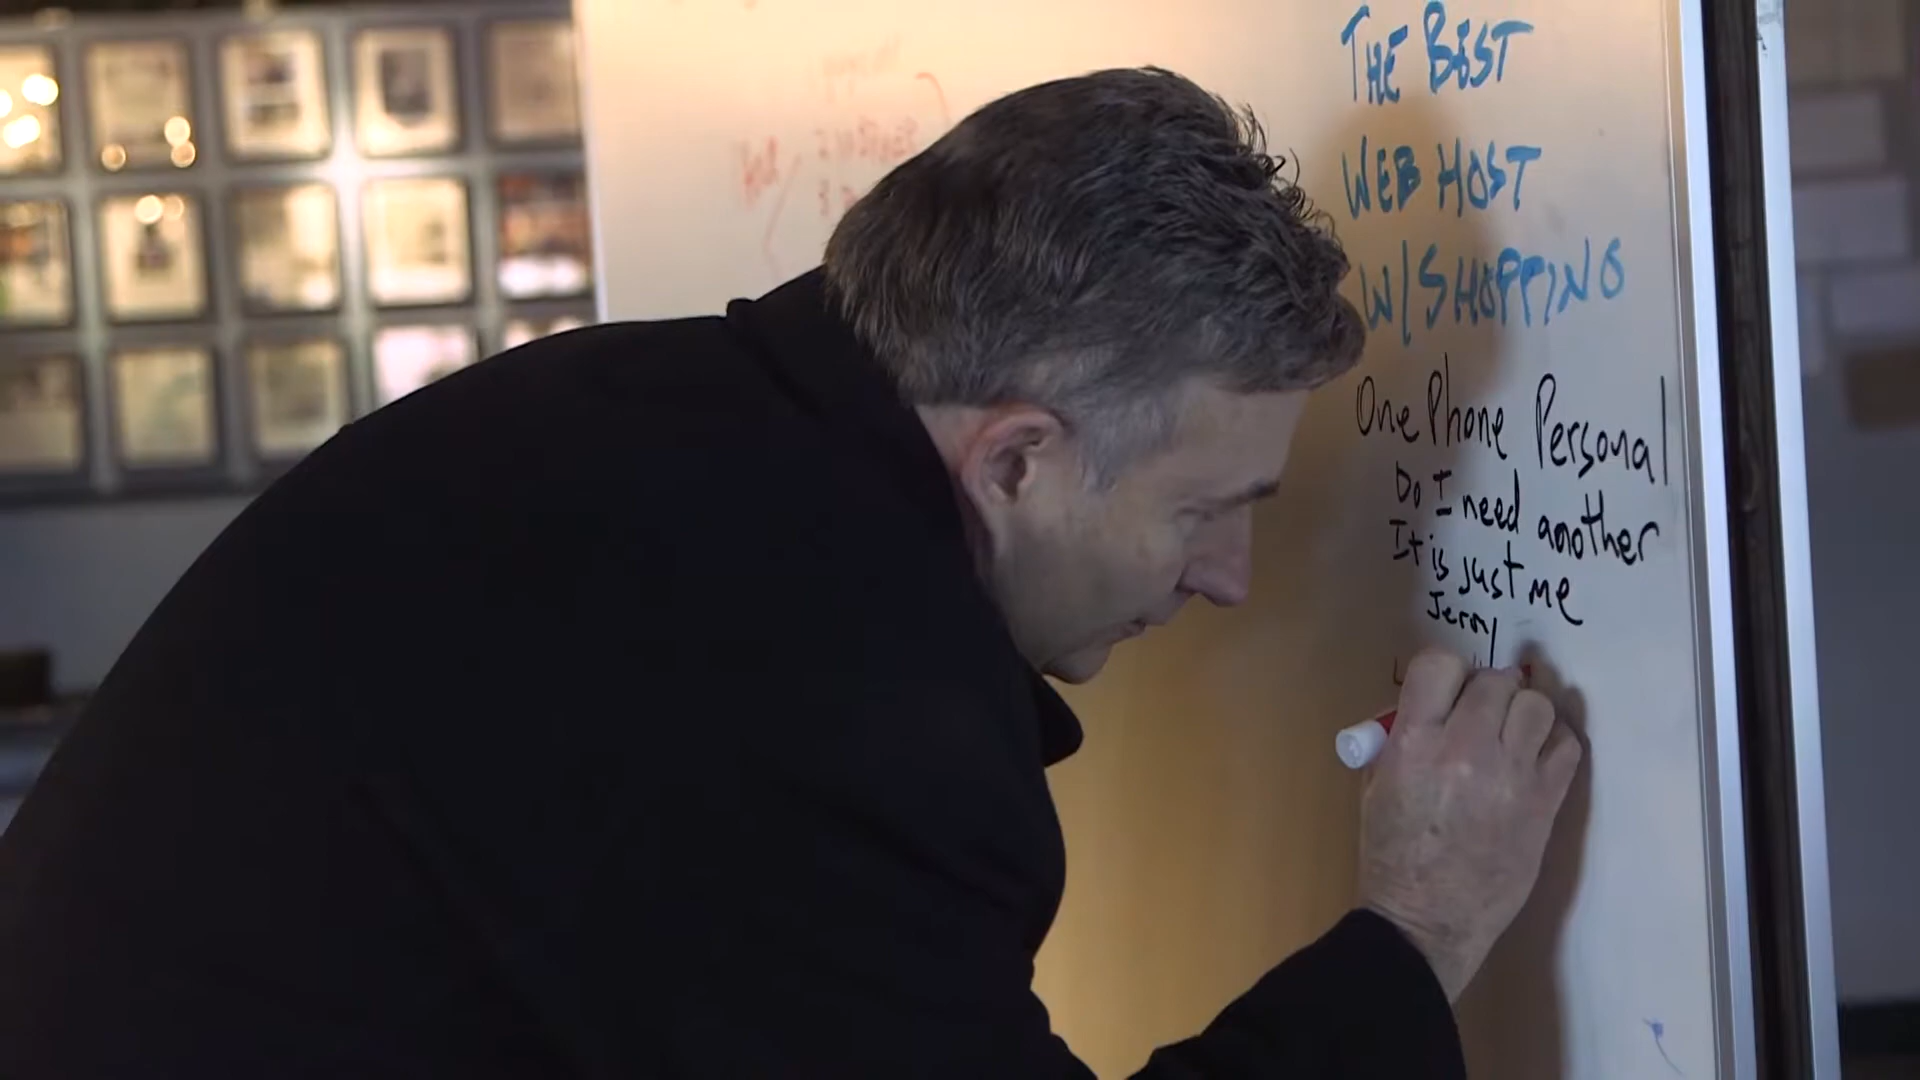 THE BEST
WEB HOST
W/SHOPPING
One Phone Personal
Do I need another
It is just me
Jerry